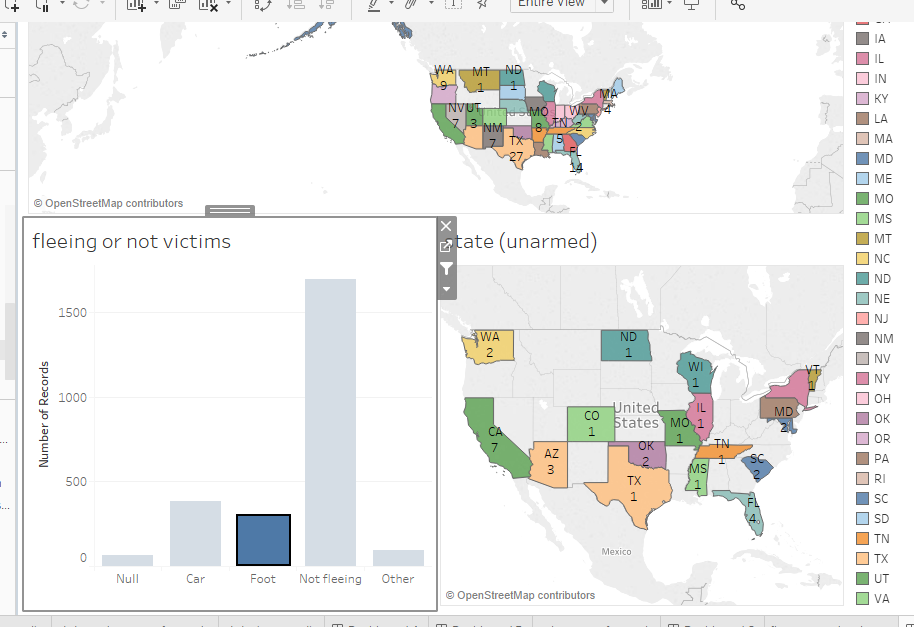 Entire View
WA
9
MT
1
ND
1
MA
4
NV
7
UT
3
MO
8
WV
2
TN
NM
7
TX
27
5
FL
14
© OpenStreetMap contributors
fleeing or not victims
Number of Records
1500
1000
500
0
Null
Car
Foot
Not fleeing
Other
tate (unarmed)
WA
2
ND
1
WI
1
VT
1
IL
1
MD
2
CO
1
United
States
MO
1
CA
7
AZ
3
OK
2
TN
1
SC
2
MS
1
TX
1
FL
4
Mexico
© OpenStreetMap contributors
IA
IL
IN
KY
LA
MA
MD
ME
MO
MS
MT
NC
ND
NE
NJ
NM
NV
NY
OH
OK
OR
PA
RI
SC
SD
TN
TX
UT
VA